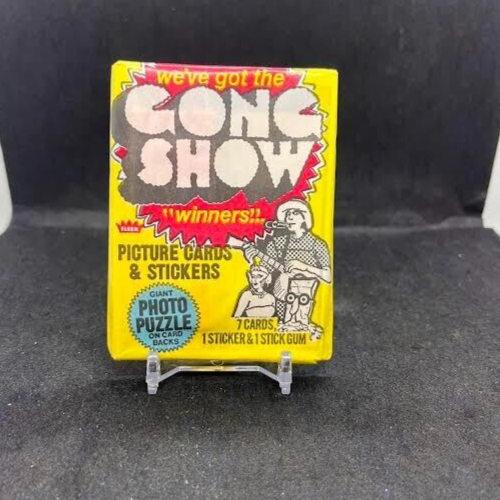 we've got the
GONG
SHOW
"winners!!"
FLEER
PICTURE CARDS
& STICKERS
GIANT
PHOTO
PUZZLE
ON CARD
BACKS
7 CARDS,
1 STICKER & 1 STICK GUM